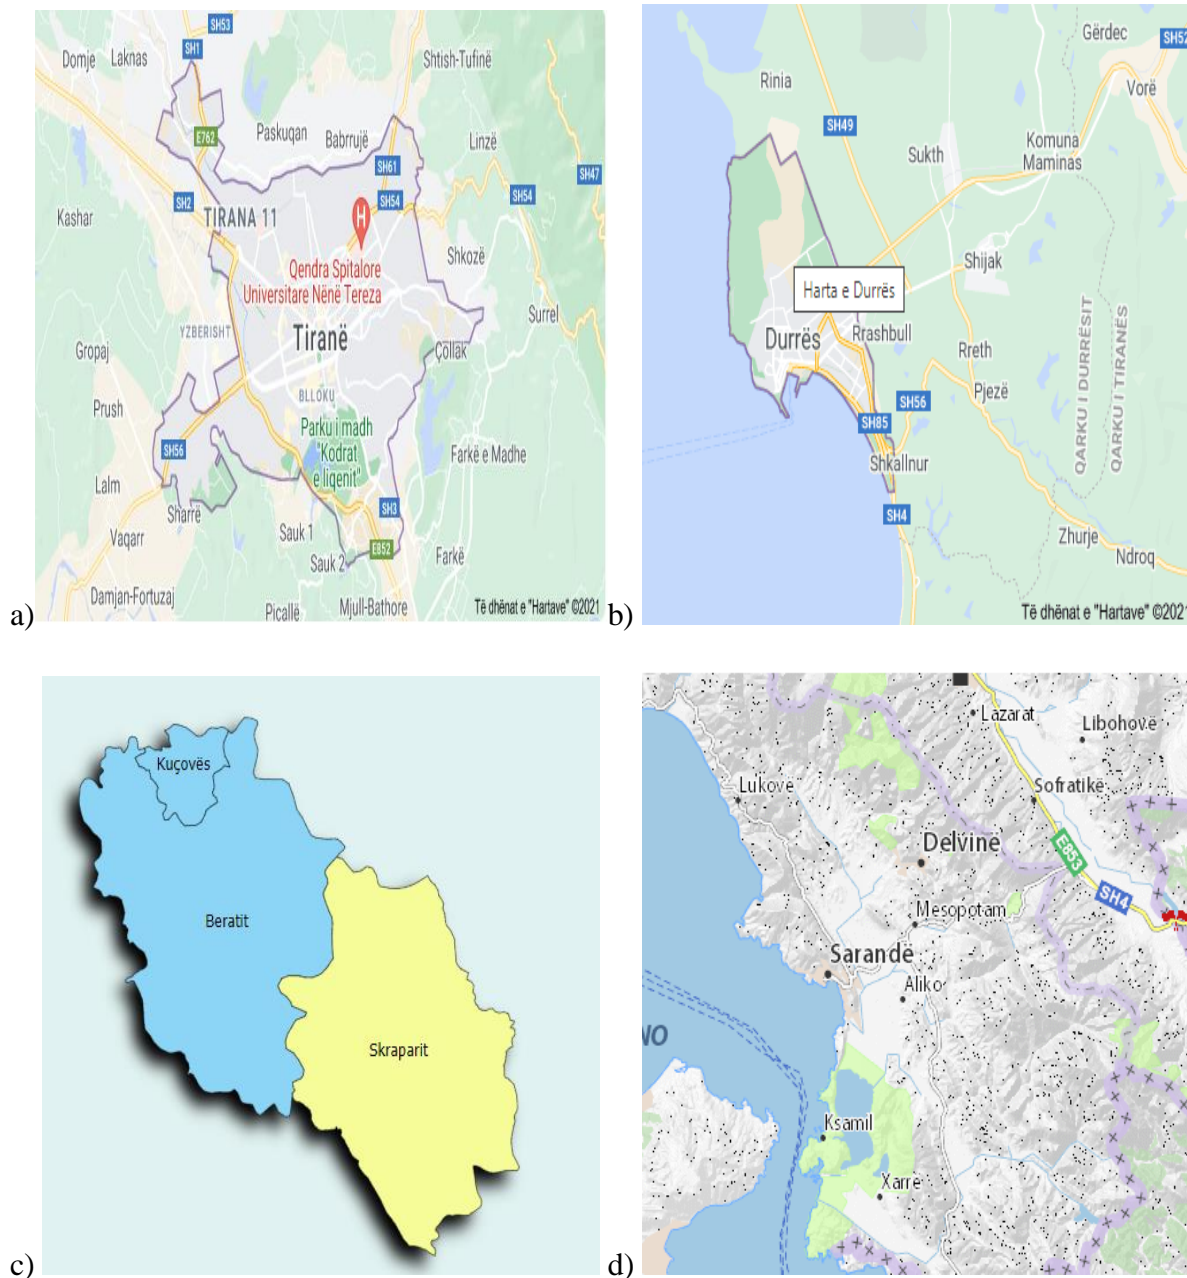 SH53
SH1
Domje
Laknas
Shtish-Tufinë
E762
Paskuqan
Babrrujë
Linzë
SH61
SH47
SH2
SH54
SH54
Kashar
TIRANA 11
H
Qendra Spitalore
Universitare Nënë Tereza
Shkozë
YZBERISHT
Tiranë
Surrel
Gropaj
Çollak
BLLOKU
Prush
Parku i madh
"Kodrat
e liqenit"
SH56
Farkë e Madhe
Lalm
SH3
Sharrë
Vaqarr
Sauk 1
E852
Sauk 2
Farkë
Damjan-Fortuzaj
Picallë
Mjull-Bathore
Të dhënat e "Hartave" ©2021
a)
Gërdec
SH52
Rinia
Vorë
SH49
Komuna
Maminas
Sukth
Shijak
Harta e Durrës
Durrës
Rrashbull
Rreth
Pjezë
QARKU I DURRËSIT
QARKU I TIRANËS
SH56
SH85
Shkallnur
SH4
Zhurje
Ndroq
Të dhënat e "Hartave" ©2021
b)
Kuçovës
Beratit
Skraparit
c)
Lazarat
Libohovë
Lukovë
Sofratikë
Delvinë
E853
SH4
Mesopotam
Sarandë
Aliko
NO
Ksamil
Xarrë
d)